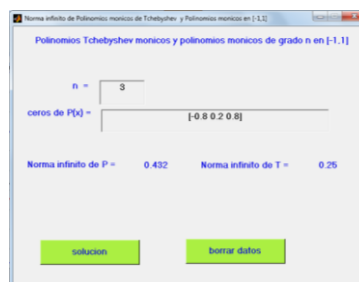 Norma infinito de Polinomios monicos de Tchebyshev y Polinomios monicos en [-1,1]
Polinomios Tchebyshev monicos y polinomios monicos de grado n en [-1,1]
n = 3
ceros de P(x) = [-0.8 0.2 0.8]
Norma infinito de P = 0.432 Norma infinito de T = 0.25
solucion borrar datos